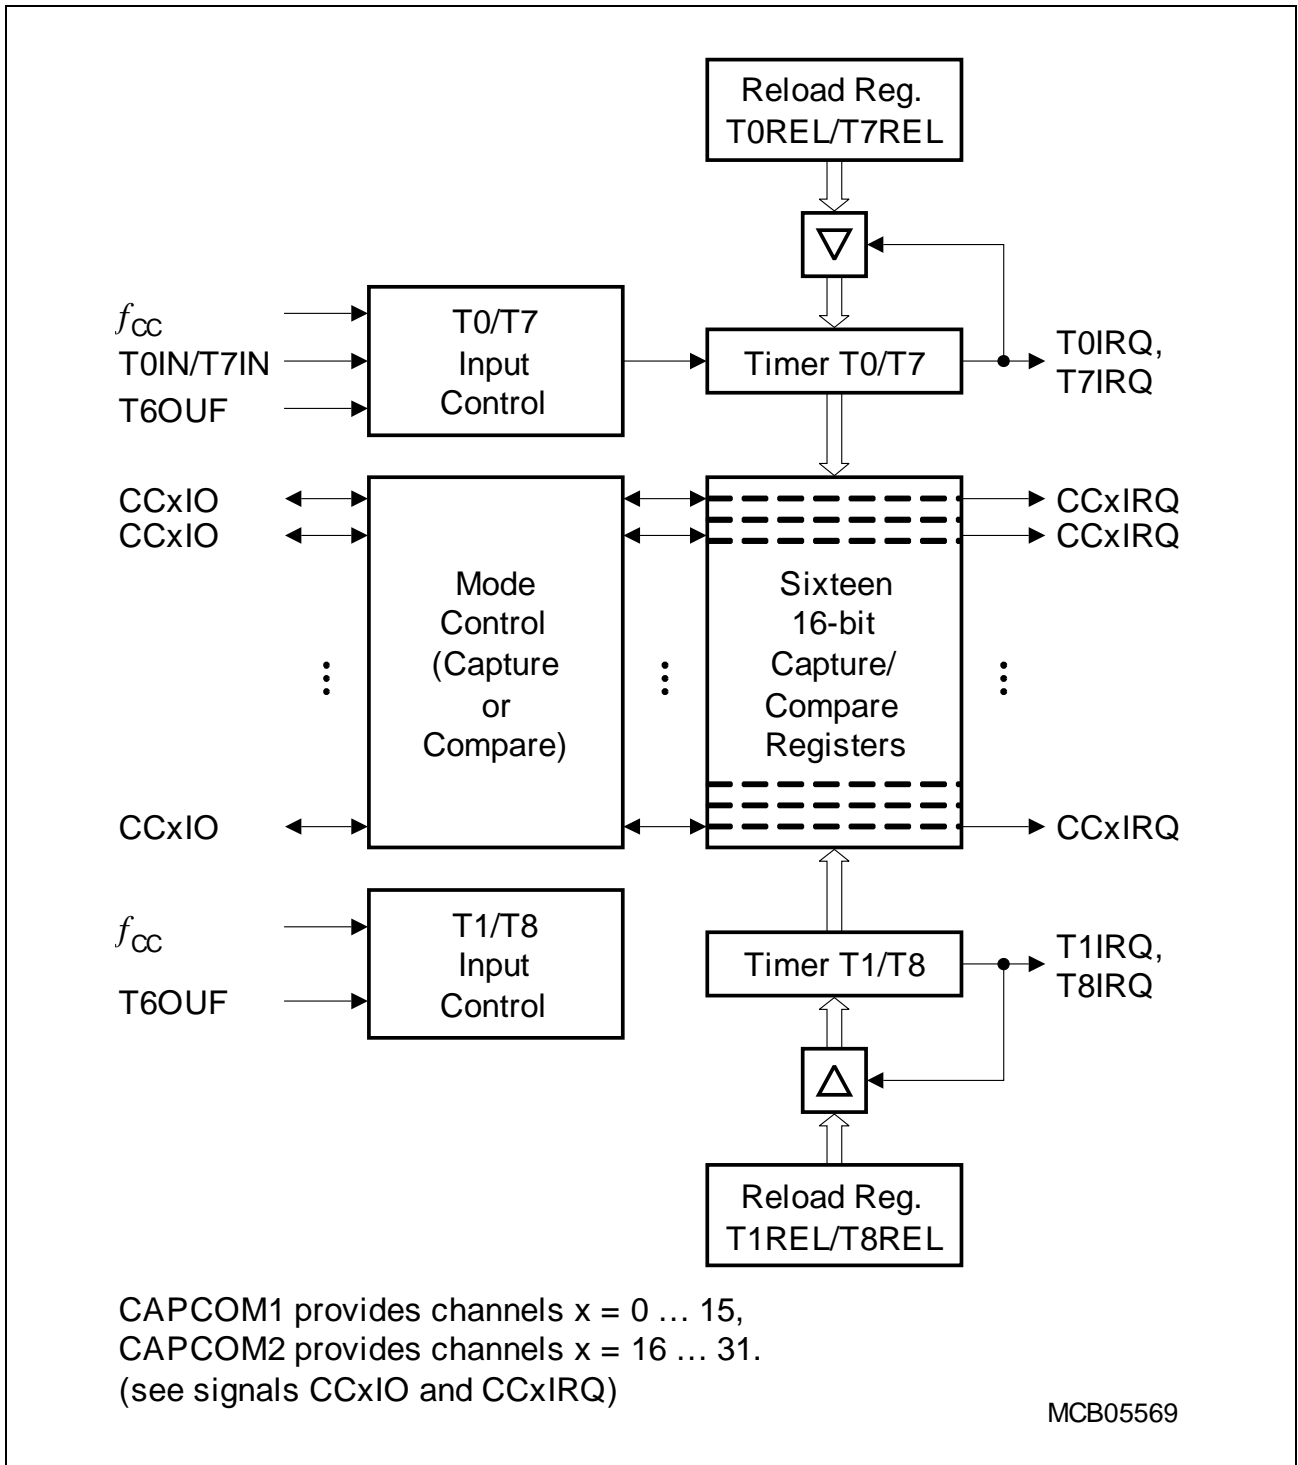 Reload Reg.
T0REL/T7REL
f CC
T0IN/T7IN
T6OUF
T0/T7
Input
Control
Timer T0/T7
T0IRQ,
T7IRQ
CCxIO
CCxIO
CCxIO
Mode
Control
(Capture
or
Compare)
Sixteen
16-bit
Capture/
Compare
Registers
CCxIRQ
CCxIRQ
CCxIRQ
f CC
T6OUF
T1/T8
Input
Control
Timer T1/T8
T1IRQ,
T8IRQ
Reload Reg.
T1REL/T8REL
CAPCOM1 provides channels x = 0 … 15,
CAPCOM2 provides channels x = 16 … 31.
(see signals CCxIO and CCxIRQ)
MCB05569